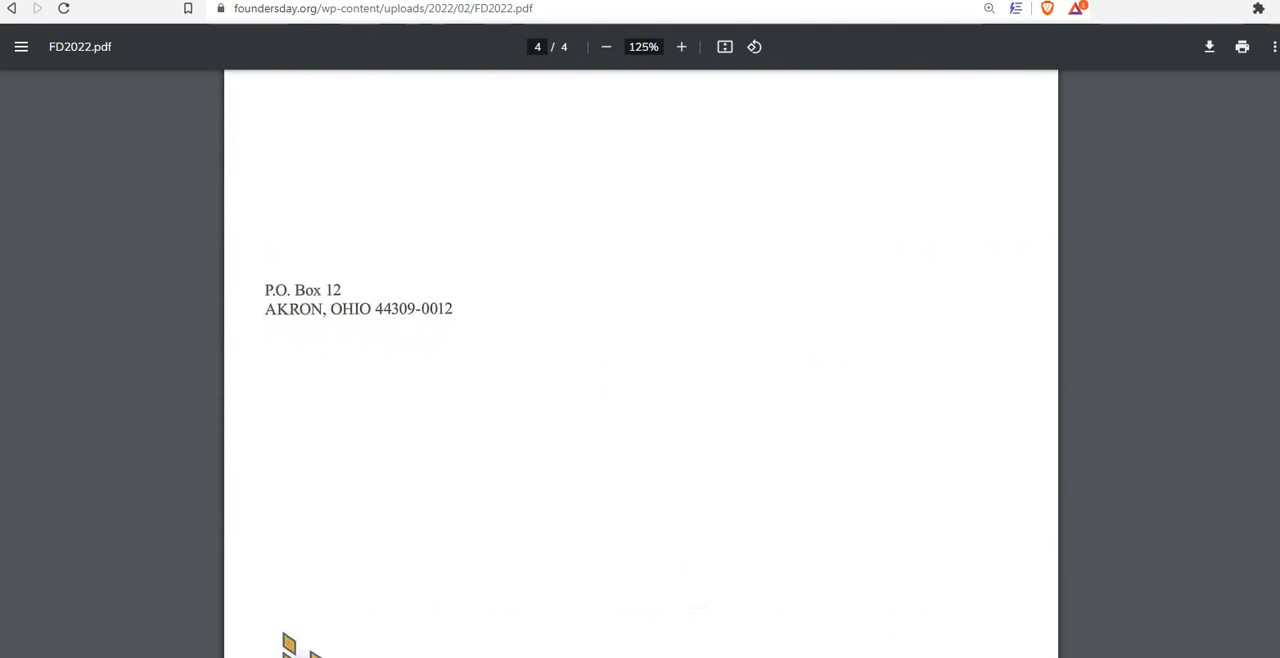 foundersday.org/wp-content/uploads/2022/02/FD2022.pdf
1
FD2022.pdf
4 / 4
125%
P.O. Box 12
AKRON, OHIO 44309-0012